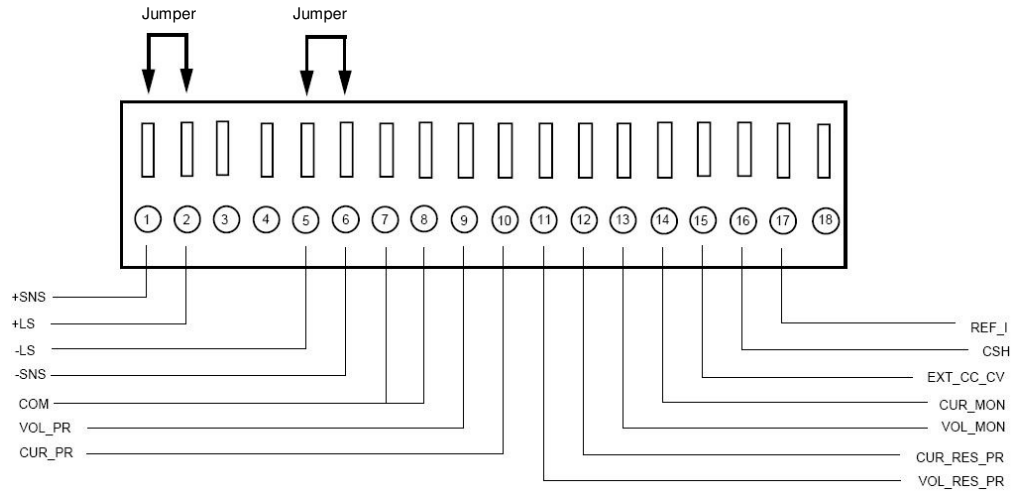 Jumper Jumper
1 2 3 4 5 6 7 8 9 10 11 12 13 14 15 16 17 18
+SNS
+LS
-LS
-SNS
COM
VOL_PR
CUR_PR
REF_I
CSH
EXT_CC_CV
CUR_MON
VOL_MON
CUR_RES_PR
VOL_RES_PR